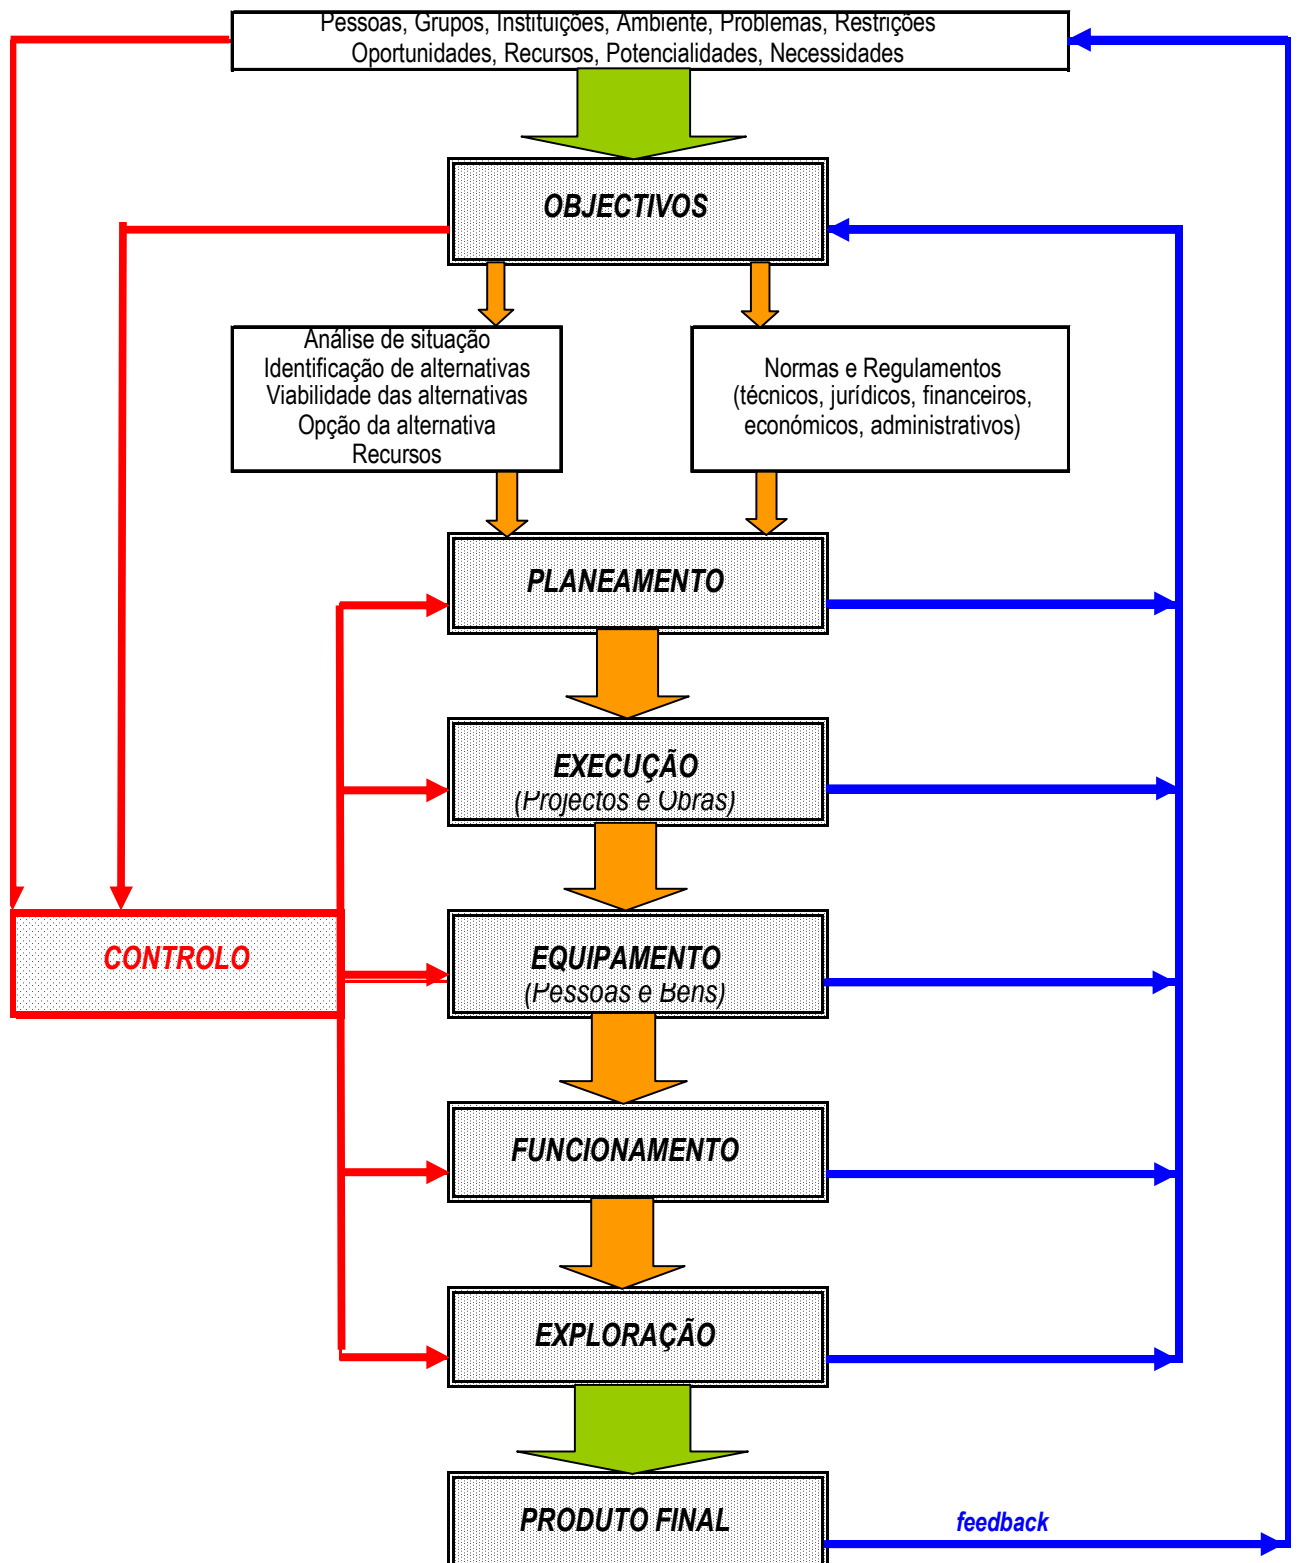 Pessoas, Grupos, Instituições, Ambiente, Problemas, Restrições
Oportunidades, Recursos, Potencialidades, Necessidades
OBJECTIVOS
Análise de situação
Identificação de alternativas
Viabilidade das alternativas
Opção da alternativa
Recursos
Normas e Regulamentos
(técnicos, jurídicos, financeiros,
económicos, administrativos)
PLANEAMENTO
EXECUÇÃO
(Projectos e Obras)
CONTROLO
EQUIPAMENTO
(Pessoas e Bens)
FUNCIONAMENTO
EXPLORAÇÃO
PRODUTO FINAL
feedback